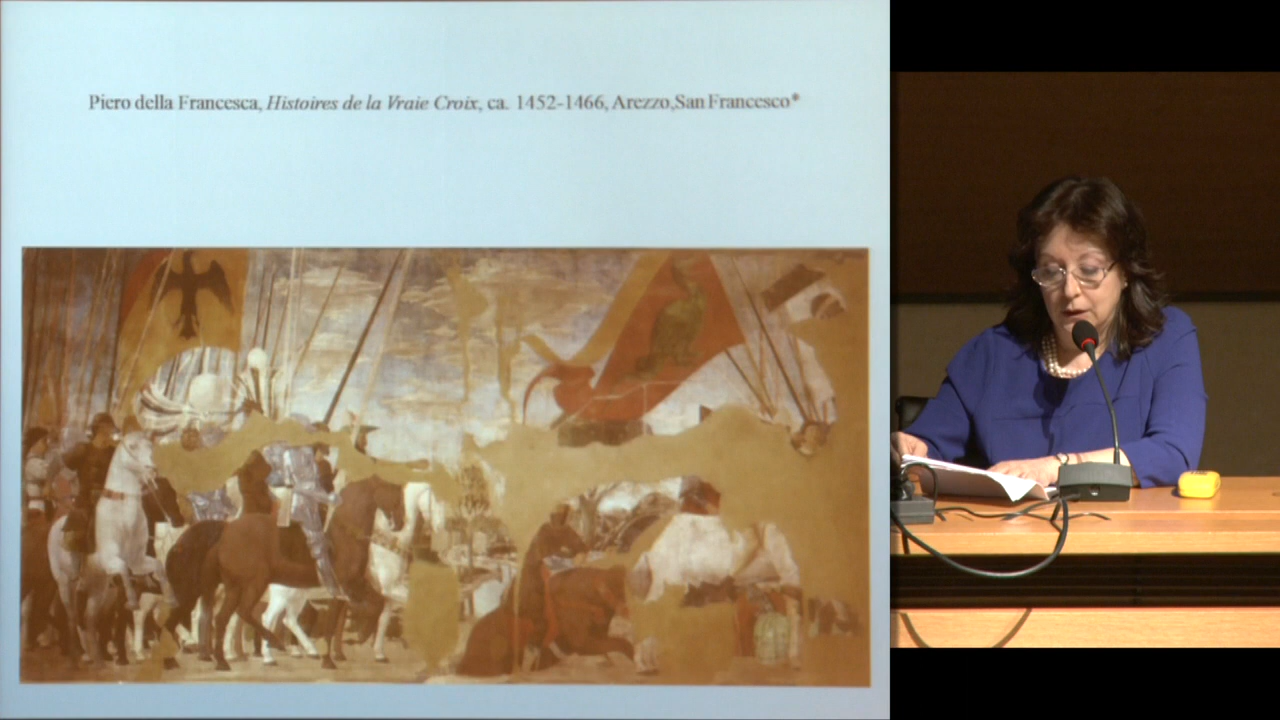 Piero della Francesca, Histoires de la Vraie Croix, ca. 1452-1466, Arezzo,San Francesco*